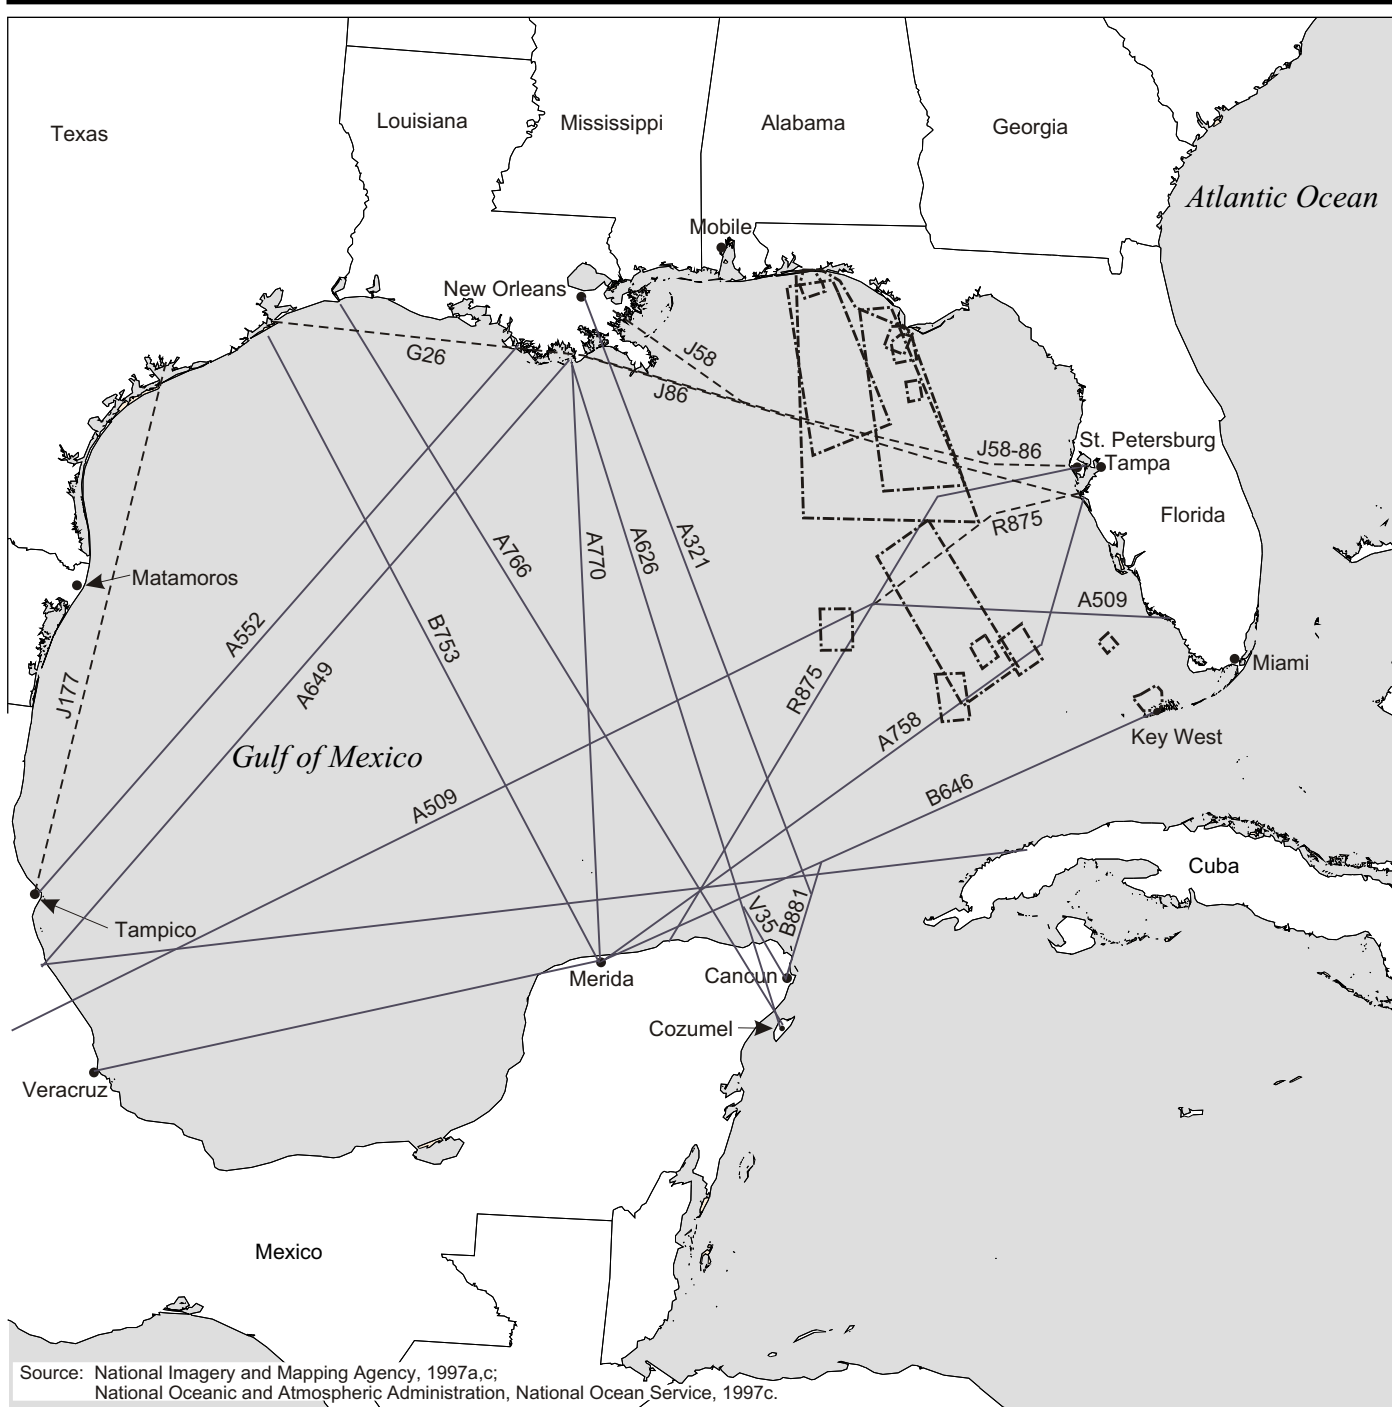 Texas
Louisiana
Mississippi
Alabama
Georgia
Atlantic Ocean
Mobile
New Orleans
G26
J58
J86
J58-86
St. Petersburg
Tampa
R875
Florida
A766
A770
A626
A321
Matamoros
A552
B753
A509
A649
J177
R875
Miami
A758
Key West
Gulf of Mexico
A509
B646
Cuba
V35
B881
Tampico
Merida
Cancun
Cozumel
Veracruz
Mexico
Source: National Imagery and Mapping Agency, 1997a,c;
National Oceanic and Atmospheric Administration, National Ocean Service, 1997c.